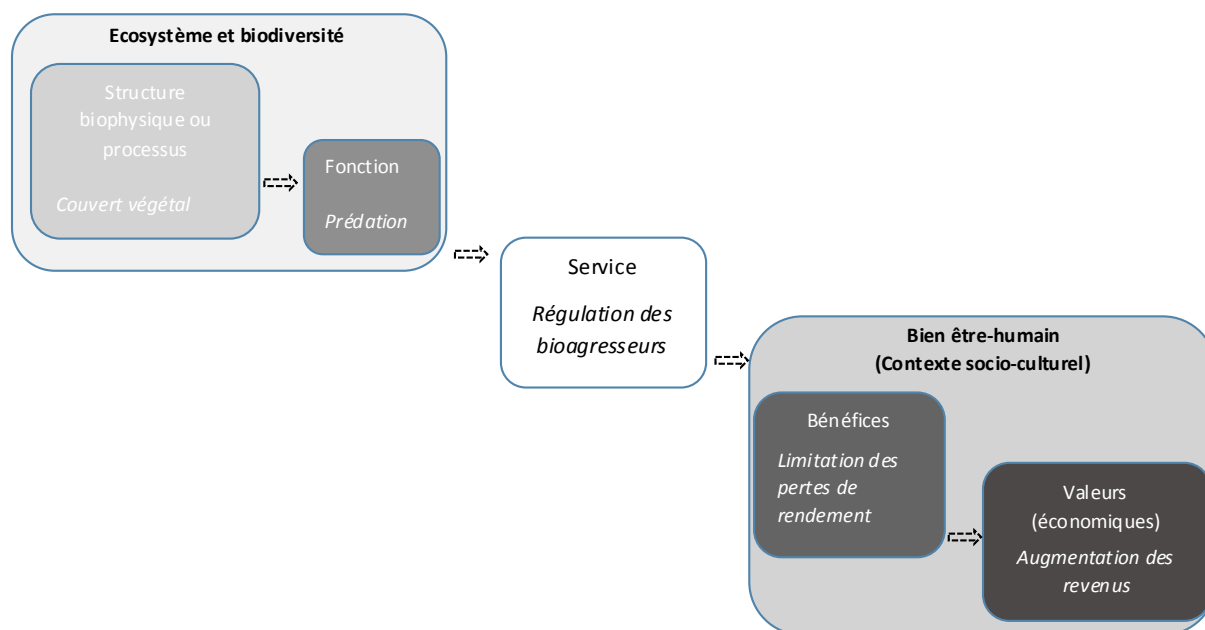 Ecosystème et biodiversité
Structure
biophysique ou
processus
Couvert végétal
Fonction
Prédation
Service
Régulation des
bioagresseurs
Bien être-humain
(Contexte socio-culturel)
Bénéfices
Limitation des
pertes de
rendement
Valeurs
(économiques)
Augmentation des
revenus